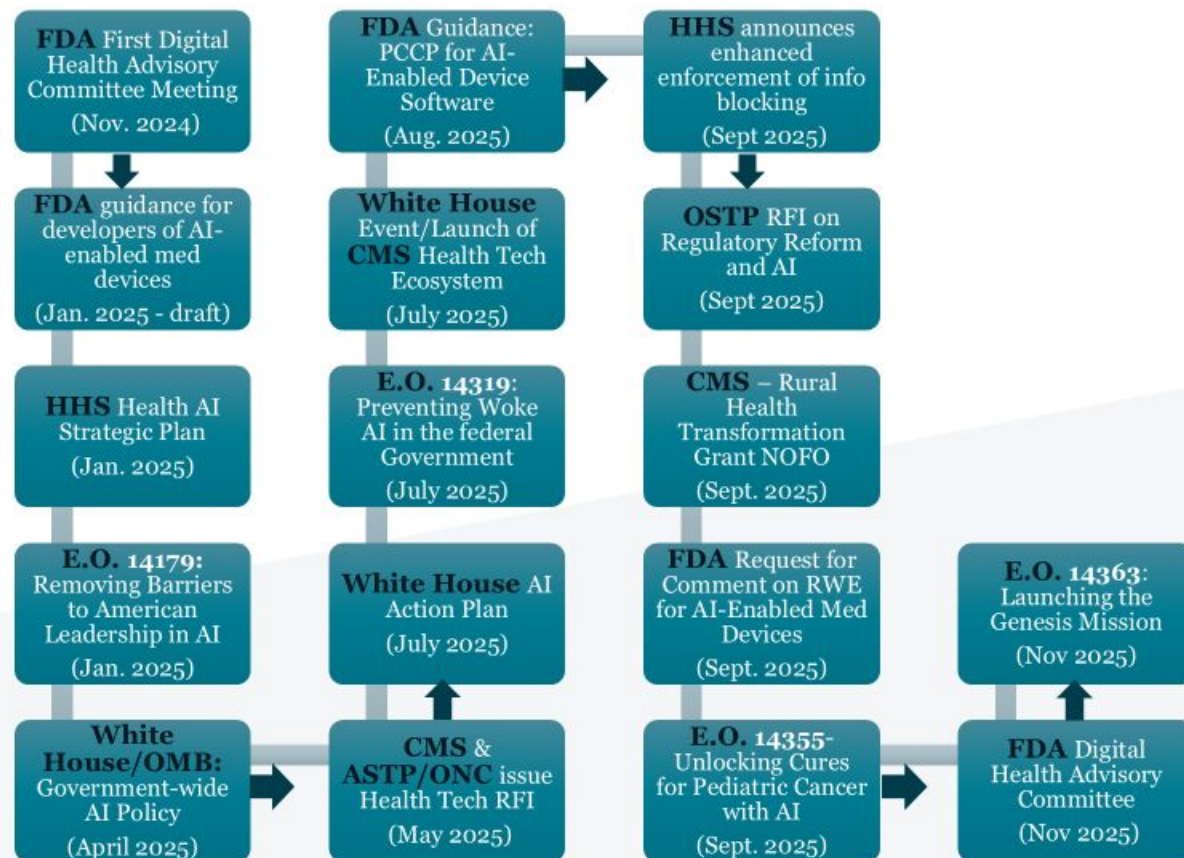 FDA First Digital
Health Advisory
Committee Meeting
(Nov. 2024)
FDA guidance for
developers of AI-
enabled med
devices
(Jan. 2025 - draft)
HHS Health AI
Strategic Plan
(Jan. 2025)
E.O. 14179:
Removing Barriers
to American
Leadership in AI
(Jan. 2025)
White
House/OMB:
Government-wide
AI Policy
(April 2025)
CMS &
ASTP/ONC issue
Health Tech RFI
(May 2025)
White House AI
Action Plan
(July 2025)
E.O. 14319:
Preventing Woke
AI in the federal
Government
(July 2025)
White House
Event/Launch of
CMS Health Tech
Ecosystem
(July 2025)
FDA Guidance:
PCCP for AI-
Enabled Device
Software
(Aug. 2025)
HHS announces
enhanced
enforcement of info
blocking
(Sept 2025)
OSTP RFI on
Regulatory Reform
and AI
(Sept 2025)
CMS – Rural
Health
Transformation
Grant NOFO
(Sept. 2025)
FDA Request for
Comment on RWE
for AI-Enabled Med
Devices
(Sept. 2025)
E.O. 14355-
Unlocking Cures
for Pediatric Cancer
with AI
(Sept. 2025)
FDA Digital
Health Advisory
Committee
(Nov 2025)
E.O. 14363:
Launching the
Genesis Mission
(Nov 2025)